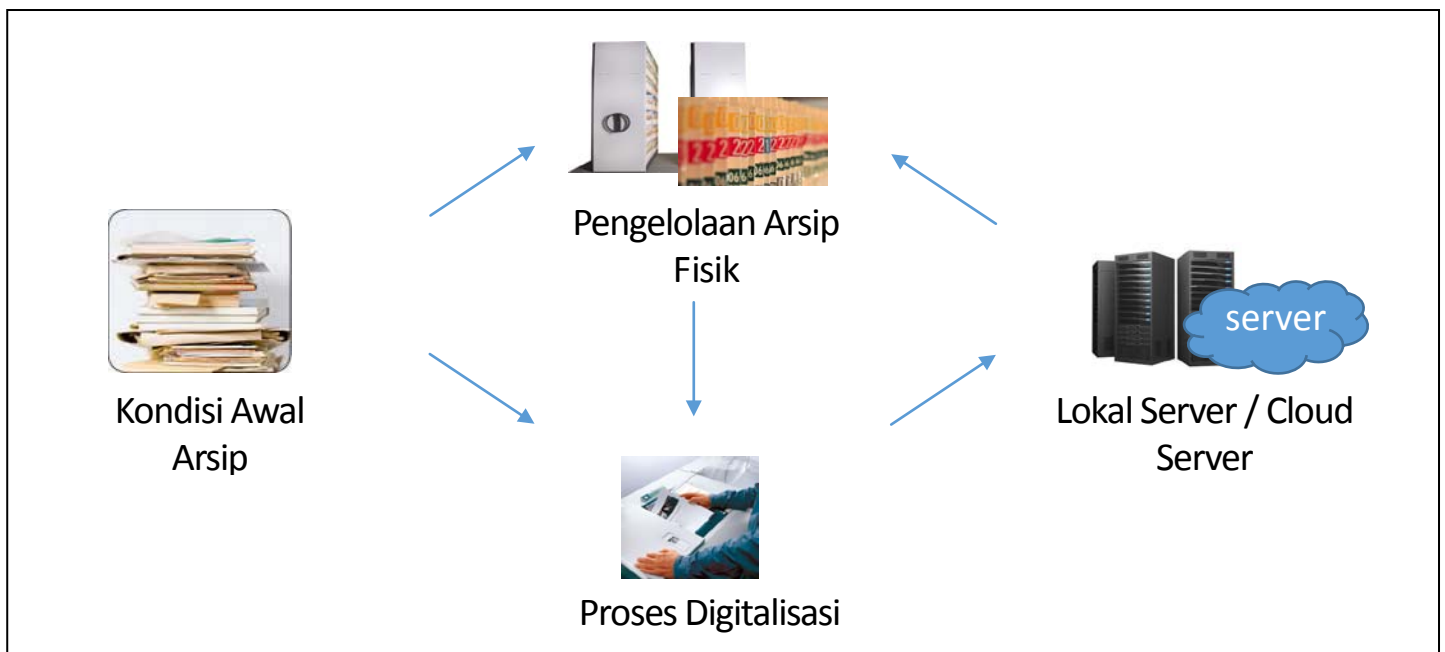 Pengelolaan Arsip
Fisik
Kondisi Awal
Arsip
server
Lokal Server / Cloud
Server
Proses Digitalisasi